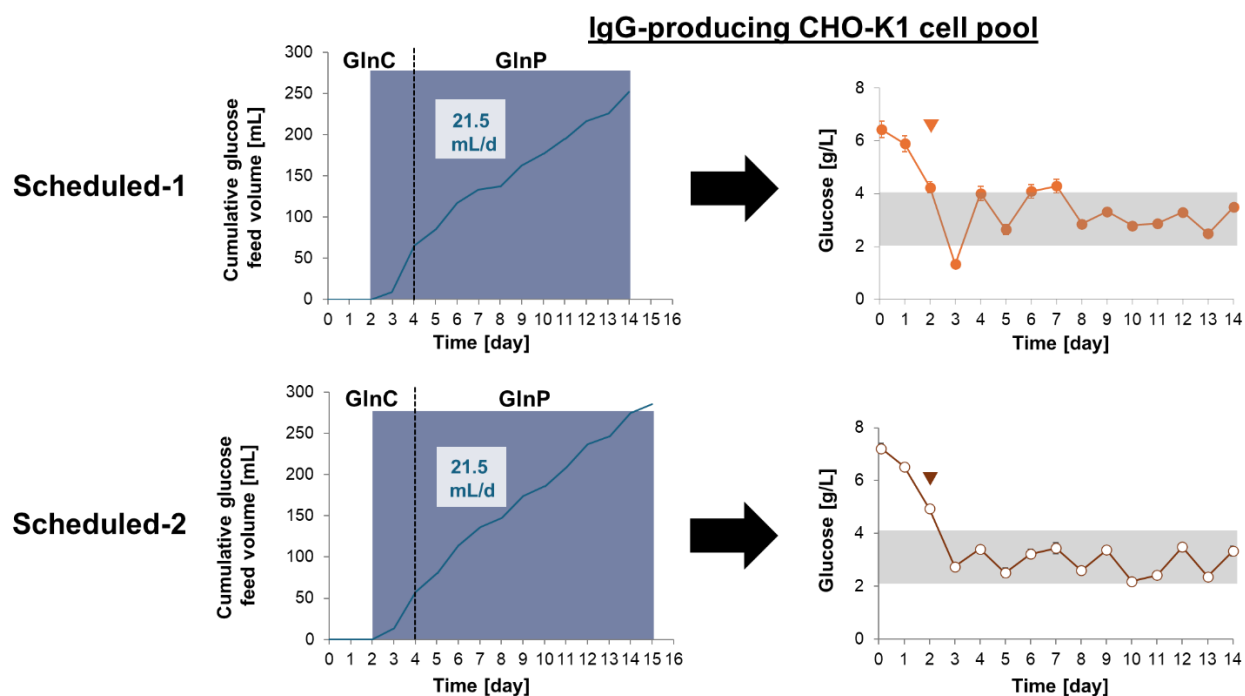 IgG-producing CHO-K1 cell pool
Scheduled-1
Cumulative glucose
feed volume [mL]
300
250
200
150
100
50
0
GlnC
GlnP
21.5
mL/d
0 1 2 3 4 5 6 7 8 9 10 11 12 13 14 15 16
Time [day]
Glucose [g/L]
8
6
4
2
0
0 1 2 3 4 5 6 7 8 9 10 11 12 13 14
Time [day]
Scheduled-2
Cumulative glucose
feed volume [mL]
300
250
200
150
100
50
0
GlnC
GlnP
21.5
mL/d
0 1 2 3 4 5 6 7 8 9 10 11 12 13 14 15 16
Time [day]
Glucose [g/L]
8
6
4
2
0
0 1 2 3 4 5 6 7 8 9 10 11 12 13 14
Time [day]